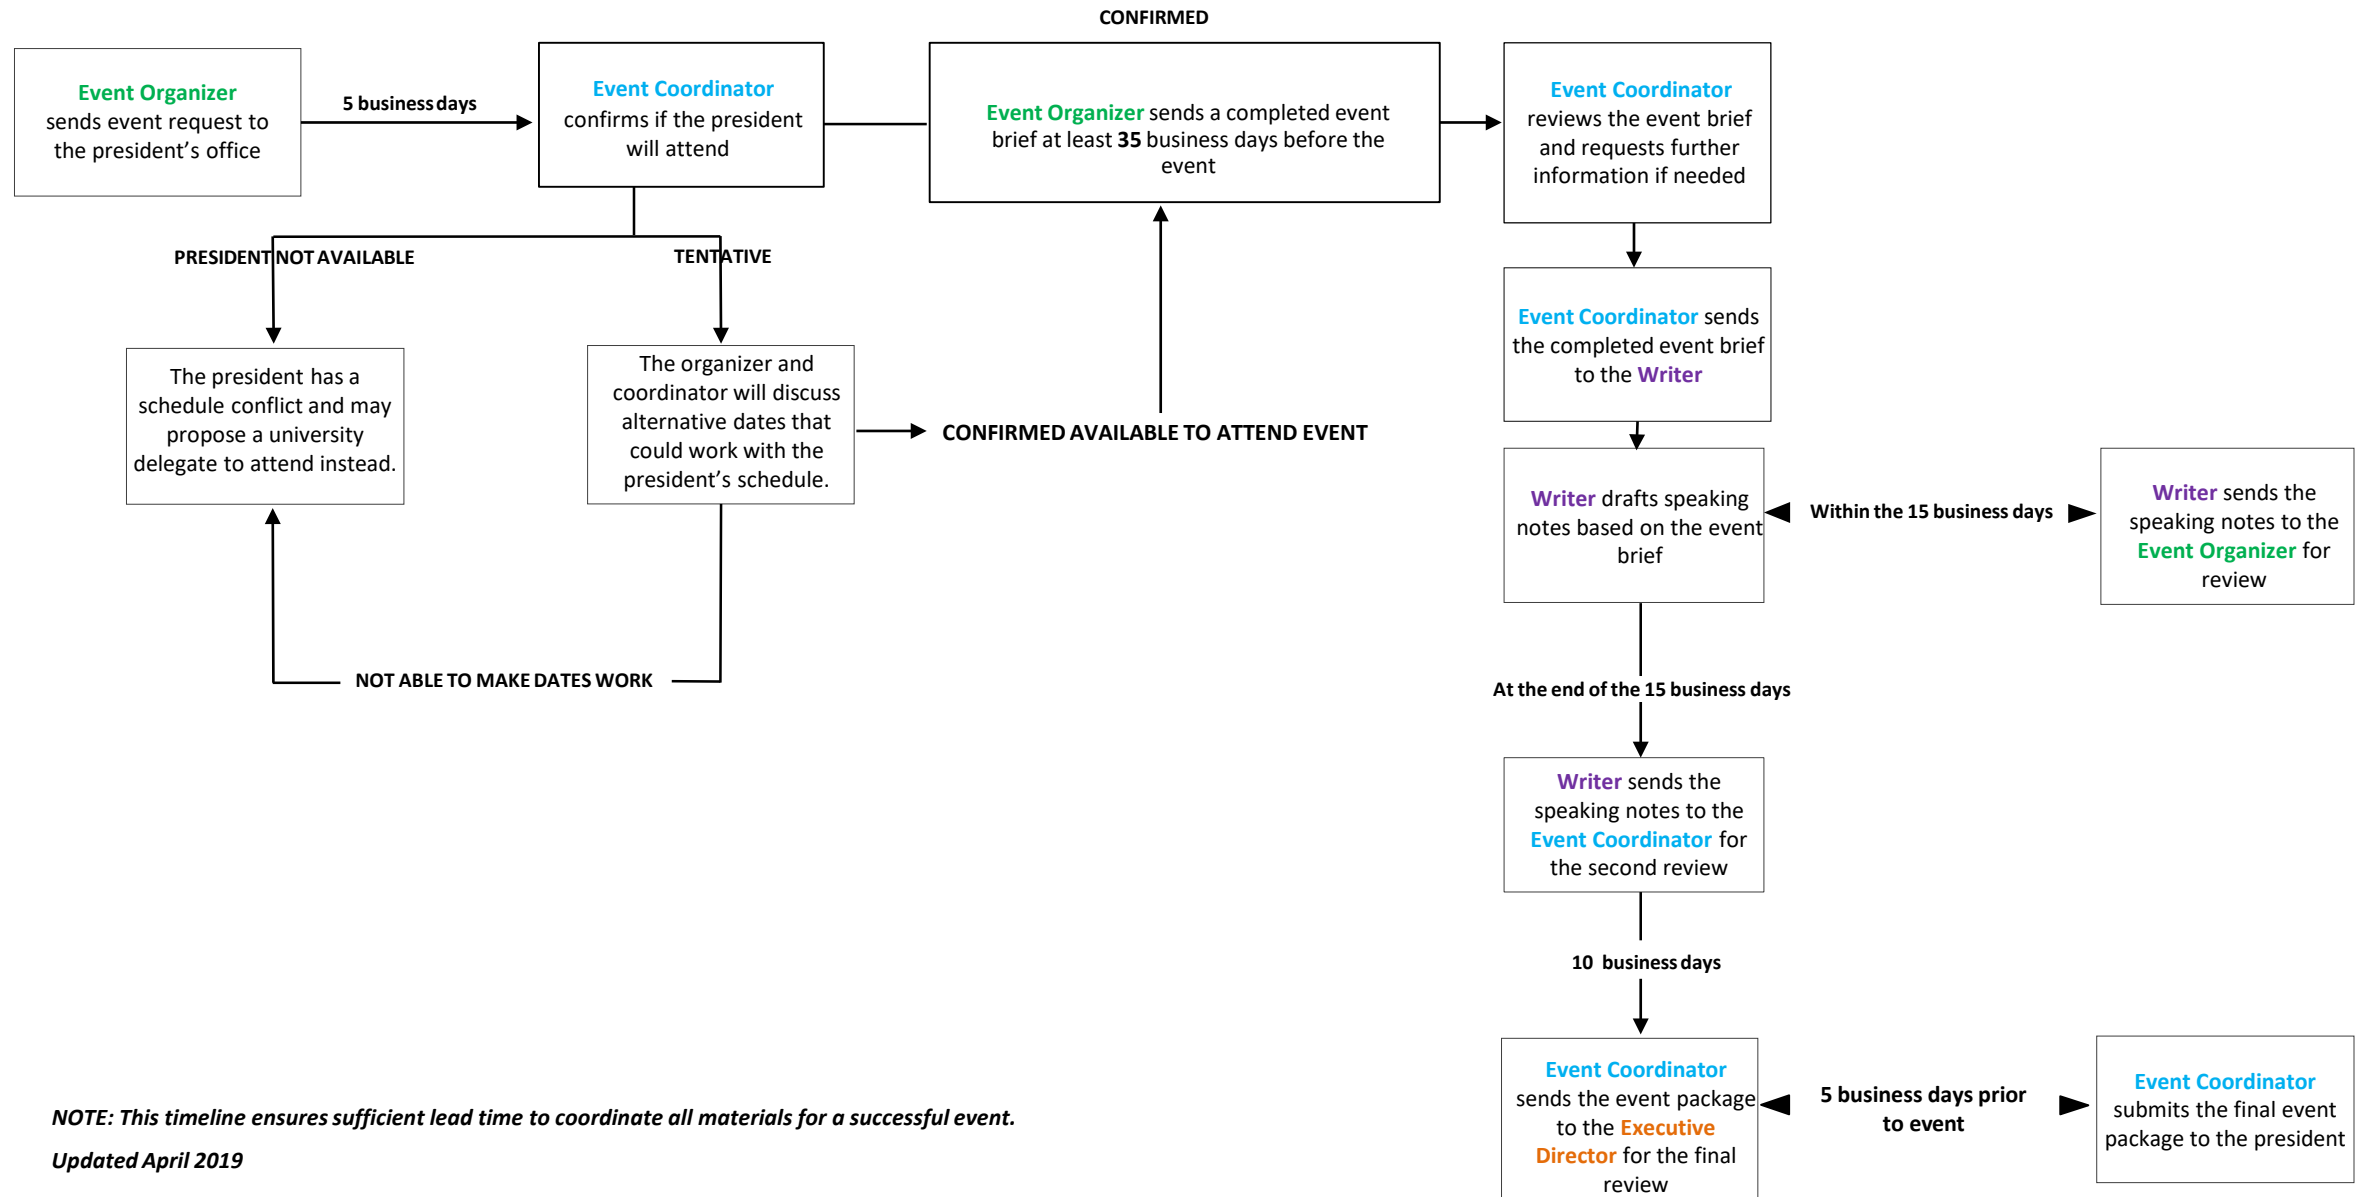 CONFIRMED
Event Organizer
sends event request to
the president's office
5 business days
Event Coordinator
confirms if the president
will attend
Event Organizer sends a completed event
brief at least 35 business days before the
event
Event Coordinator
reviews the event brief
and requests further
information if needed
PRESIDENT NOT AVAILABLE
TENTATIVE
The president has a
schedule conflict and may
propose a university
delegate to attend instead.
The organizer and
coordinator will discuss
alternative dates that
could work with the
president's schedule.
CONFIRMED AVAILABLE TO ATTEND EVENT
NOT ABLE TO MAKE DATES WORK
Event Coordinator sends
the completed event brief
to the Writer
Writer drafts speaking
notes based on the event
brief
Within the 15 business days
Writer sends the
speaking notes to the
Event Organizer for
review
At the end of the 15 business days
Writer sends the
speaking notes to the
Event Coordinator for
the second review
10 business days
Event Coordinator
sends the event package
to the Executive
Director for the final
review
5 business days prior
to event
Event Coordinator
submits the final event
package to the president
NOTE: This timeline ensures sufficient lead time to coordinate all materials for a successful event.
Updated April 2019